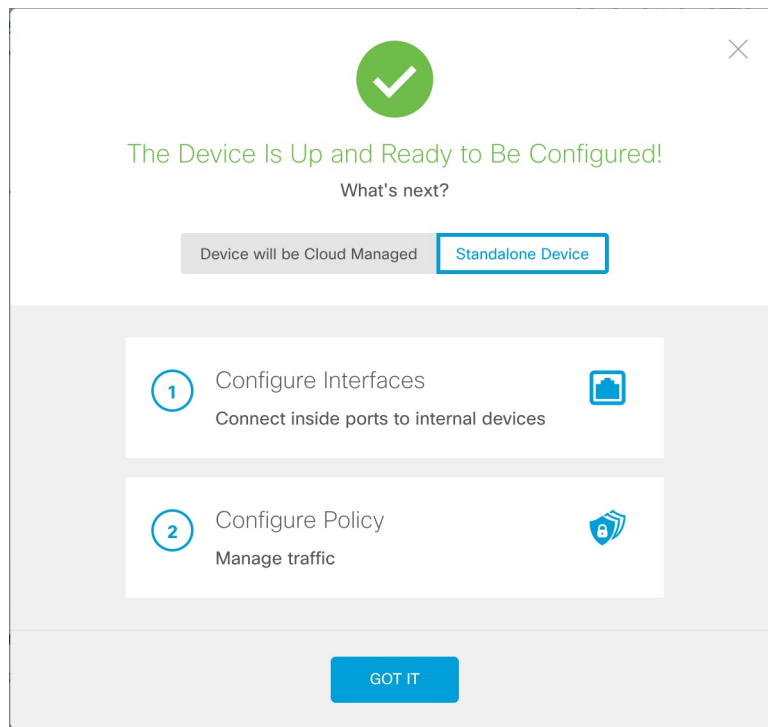 The Device Is Up and Ready to Be Configured!
What's next?
Device will be Cloud Managed
Standalone Device
1
Configure Interfaces
Connect inside ports to internal devices
2
Configure Policy
Manage traffic
GOT IT